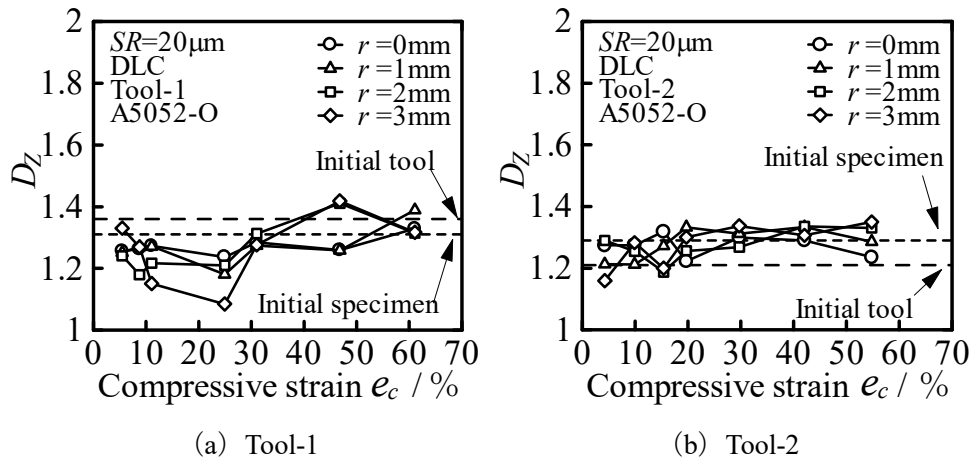 2
1.8
1.6
1.4
1.2
1
D_Z
SR=20μm
DLC
Tool-1
A5052-O
r=0mm
r=1mm
r=2mm
r=3mm
Initial tool
Initial specimen
0 10 20 30 40 50 60 70
Compressive strain e_c / %
(a) Tool-1
2
1.8
1.6
1.4
1.2
1
D_Z
SR=20μm
DLC
Tool-2
A5052-O
r=0mm
r=1mm
r=2mm
r=3mm
Initial specimen
Initial tool
0 10 20 30 40 50 60 70
Compressive strain e_c / %
(b) Tool-2